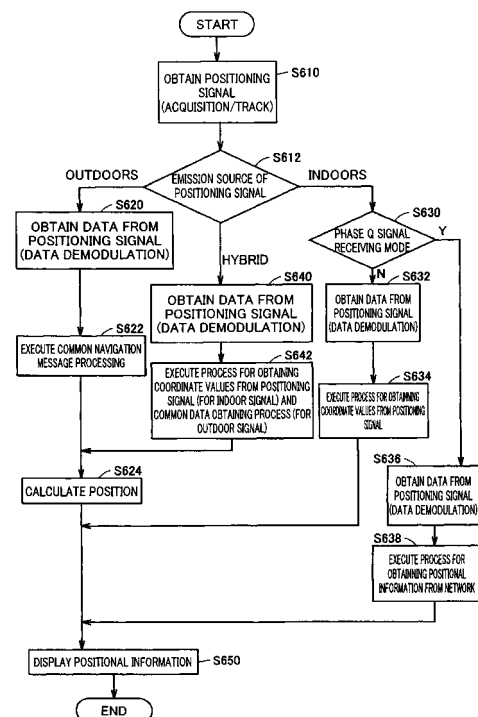 START
S610
OBTAIN POSITIONING
SIGNAL
(ACQUISITION/TRACK)
S612
EMISSION SOURCE OF
POSITIONING SIGNAL
OUTDOORS
INDOORS
HYBRID
S620
OBTAIN DATA FROM
POSITIONING SIGNAL
(DATA DEMODULATION)
S630
PHASE Q SIGNAL
RECEIVING MODE
Y
N
S640
OBTAIN DATA FROM
POSITIONING SIGNAL
(DATA DEMODULATION)
S632
OBTAIN DATA FROM
POSITIONING SIGNAL
(DATA DEMODULATION)
S622
EXECUTE COMMON NAVIGATION
MESSAGE PROCESSING
S642
EXECUTE PROCESS FOR OBTAINING
COORDINATE VALUES FROM POSITIONING
SIGNAL (FOR INDOOR SIGNAL) AND
COMMON DATA OBTAINING PROCESS (FOR
OUTDOOR SIGNAL)
S634
EXECUTE PROCESS FOR OBTAINNING
COORDINATE VALUES FROM POSITIONING
SIGNAL
S624
CALCULATE POSITION
S636
OBTAIN DATA FROM
POSITIONING SIGNAL
(DATA DEMODULATION)
S638
EXECUTE PROCESS FOR
OBTAINNING POSITIONAL
INFORMATION FROM NETWORK
DISPLAY POSITIONAL INFORMATION
S650
END